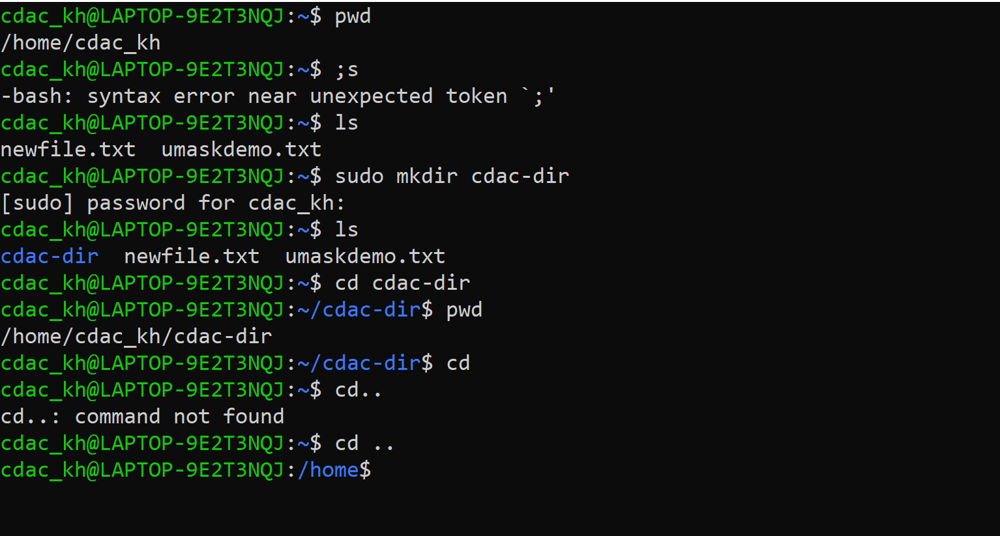 cdac_kh@LAPTOP-9E2T3NQJ:~$ pwd
/home/cdac_kh
cdac_kh@LAPTOP-9E2T3NQJ:~$ ;s
-bash: syntax error near unexpected token `;'
cdac_kh@LAPTOP-9E2T3NQJ:~$ ls
newfile.txt  umaskdemo.txt
cdac_kh@LAPTOP-9E2T3NQJ:~$ sudo mkdir cdac-dir
[sudo] password for cdac_kh:
cdac_kh@LAPTOP-9E2T3NQJ:~$ ls
cdac-dir  newfile.txt  umaskdemo.txt
cdac_kh@LAPTOP-9E2T3NQJ:~$ cd cdac-dir
cdac_kh@LAPTOP-9E2T3NQJ:~/cdac-dir$ pwd
/home/cdac_kh/cdac-dir
cdac_kh@LAPTOP-9E2T3NQJ:~/cdac-dir$ cd
cdac_kh@LAPTOP-9E2T3NQJ:~$ cd..
cd..: command not found
cdac_kh@LAPTOP-9E2T3NQJ:~$ cd ..
cdac_kh@LAPTOP-9E2T3NQJ:/home$